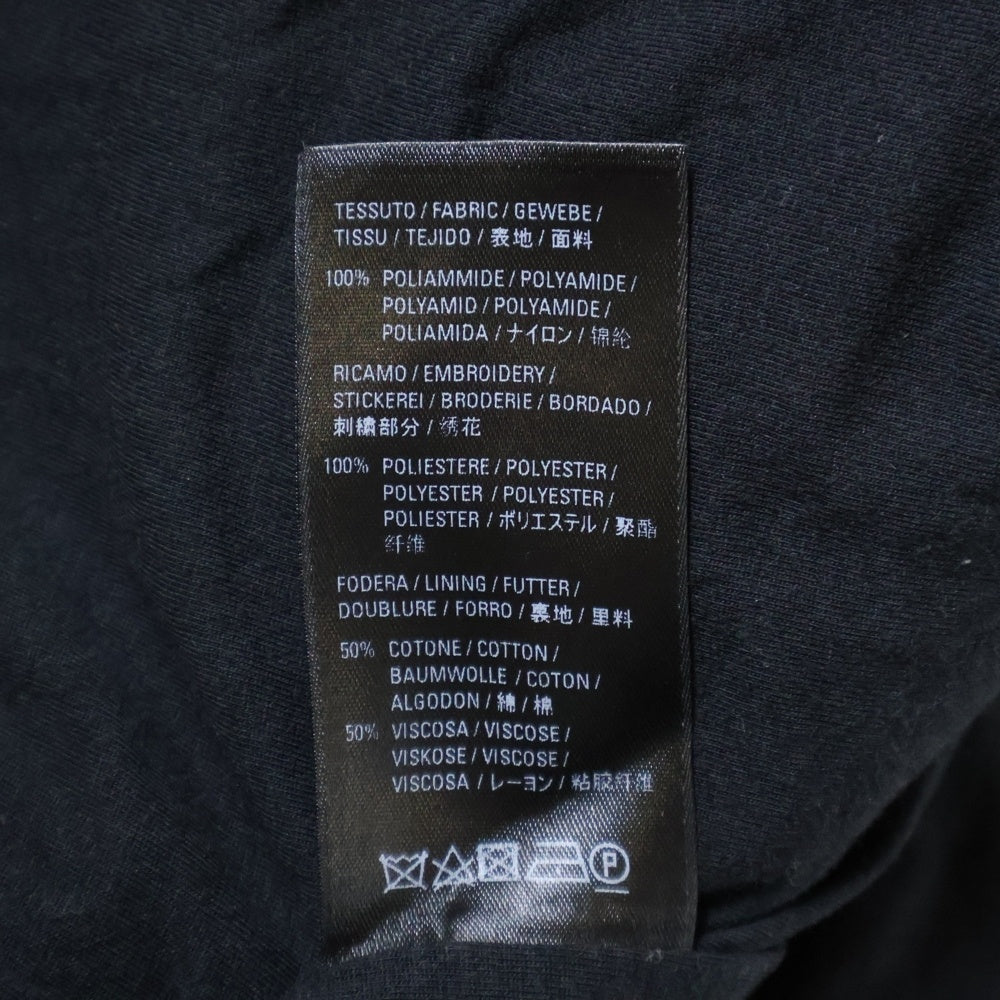 TESSUTO / FABRIC / GEWEBE /
TISSU / TEJIDO / 表地 / 面料
100% POLIAMMIDE / POLYAMIDE /
POLYAMID / POLYAMIDE /
POLIAMIDA / ナイロン / 锦纶
RICAMO / EMBROIDERY /
STICKEREI / BRODERIE / BORDADO /
刺繍部分 / 绣花
100% POLIESTERE / POLYESTER /
POLYESTER / POLYESTER /
POLIESTER / ポリエステル / 聚酯
纤维
FODERA / LINING / FUTTER /
DOUBLURE / FORRO / 裏地 / 里料
50% COTONE / COTTON /
BAUMWOLLE / COTON /
ALGODON / 綿 / 棉
50% VISCOSA / VISCOSE /
VISKOSE / VISCOSE /
VISCOSA / レーヨン / 粘胶纤维
P